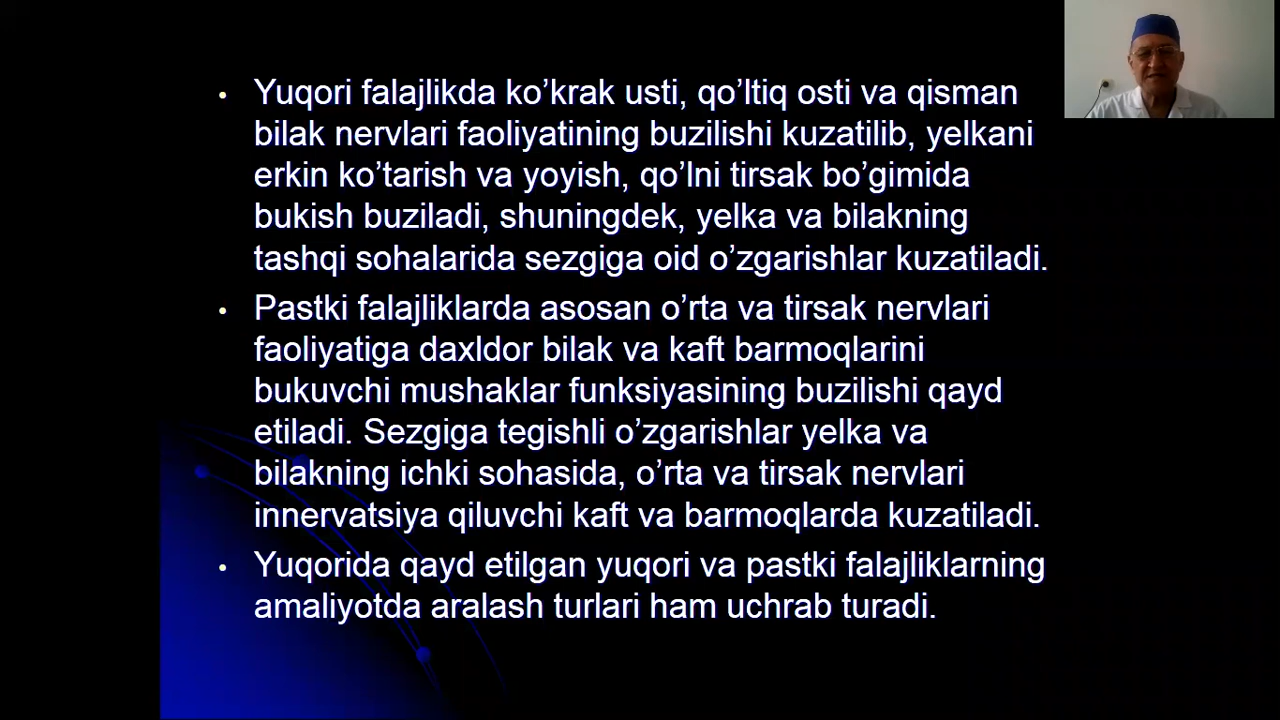 • Yuqori falajlikda ko’krak usti, qo’ltiq osti va qisman
bilak nervlari faoliyatining buzilishi kuzatilib, yelkani
erkin ko’tarish va yoyish, qo’lni tirsak bo’gimida
bukish buziladi, shuningdek, yelka va bilakning
tashqi sohalarida sezgiga oid o’zgarishlar kuzatiladi.
• Pastki falajliklarda asosan o’rta va tirsak nervlari
faoliyatiga daxldor bilak va kaft barmoqlarini
bukuvchi mushaklar funksiyasining buzilishi qayd
etiladi. Sezgiga tegishli o’zgarishlar yelka va
bilakning ichki sohasida, o’rta va tirsak nervlari
innervatsiya qiluvchi kaft va barmoqlarda kuzatiladi.
• Yuqorida qayd etilgan yuqori va pastki falajliklarning
amaliyotda aralash turlari ham uchrab turadi.